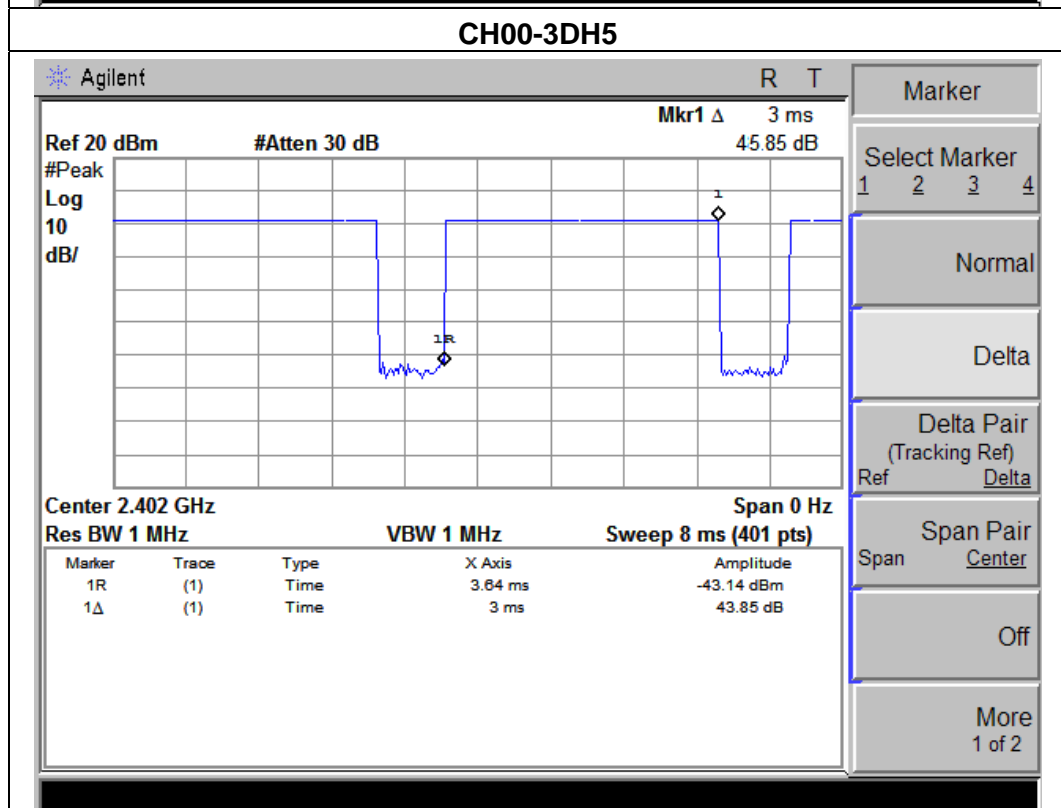 CH00-3DH5
Agilent
R T
Mkr1 Δ 3 ms
Ref 20 dBm #Atten 30 dB 45.85 dB
#Peak
Log
10
dB/
1
1R
Center 2.402 GHz Span 0 Hz
Res BW 1 MHz VBW 1 MHz Sweep 8 ms (401 pts)
Marker Trace Type X Axis Amplitude
1R (1) Time 3.64 ms -43.14 dBm
1Δ (1) Time 3 ms 43.85 dB
Marker
Select Marker
1 2 3 4
Normal
Delta
Delta Pair
(Tracking Ref)
Ref Delta
Span Pair
Span Center
Off
More
1 of 2